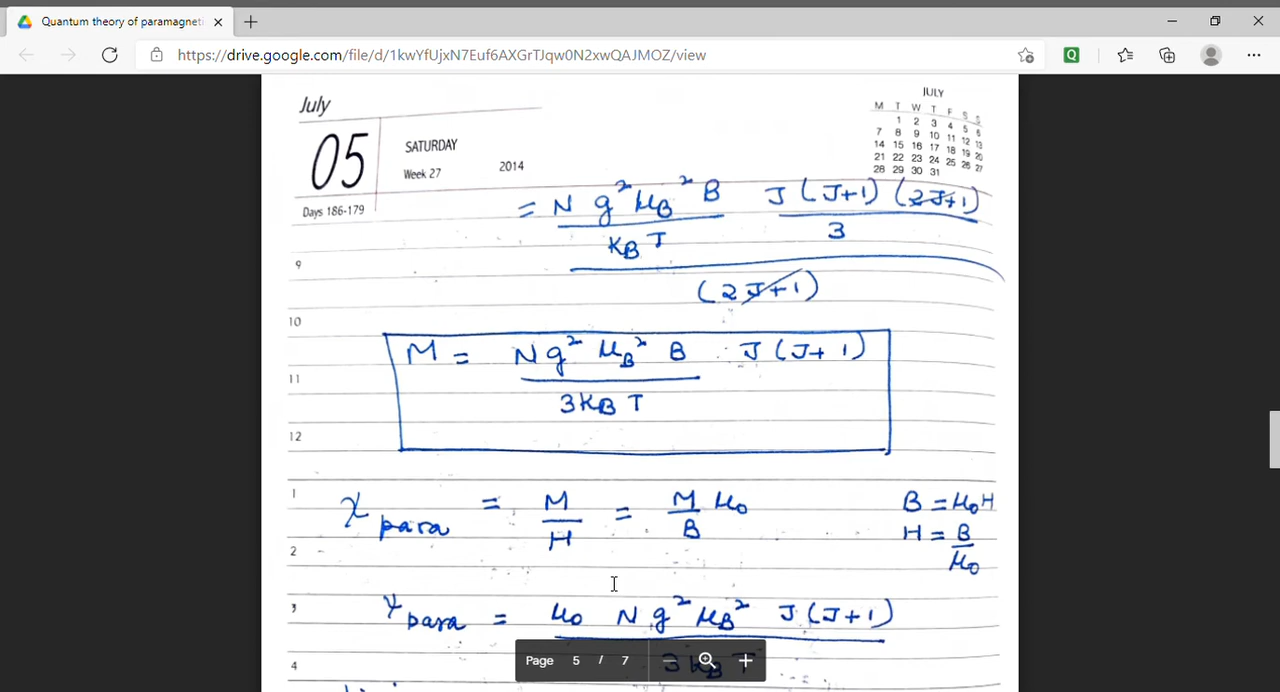 Quantum theory of paramagneti
https://drive.google.com/file/d/1kwYfUjxN7Euf6AXGrTJqw0N2xwQAJMOZ/view
July
05
SATURDAY
Week 27 2014
Days 186-179
JULY
M T W T F S S
1 2 3 4 5 6
7 8 9 10 11 12 13
14 15 16 17 18 19 20
21 22 23 24 25 26 27
28 29 30 31
= N g² μB² B / kB T J (J+1) (2J+1) / 3
9
(2J+1)
10
M = N g² μB² B / 3kB T J (J+1)
11
12
1
χ para = M / H = M / B μ0
B = μ0 H
H = B / μ0
2
3
χ para = μ0 N g² μB² J (J+1) / 3 kB T
4
Page 5 / 7